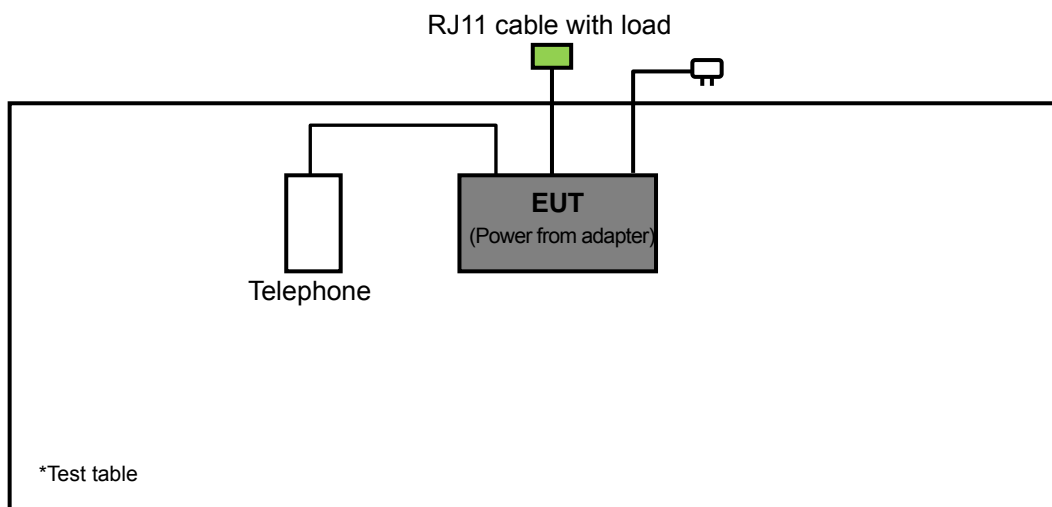 RJ11 cable with load
EUT
(Power from adapter)
Telephone
*Test table